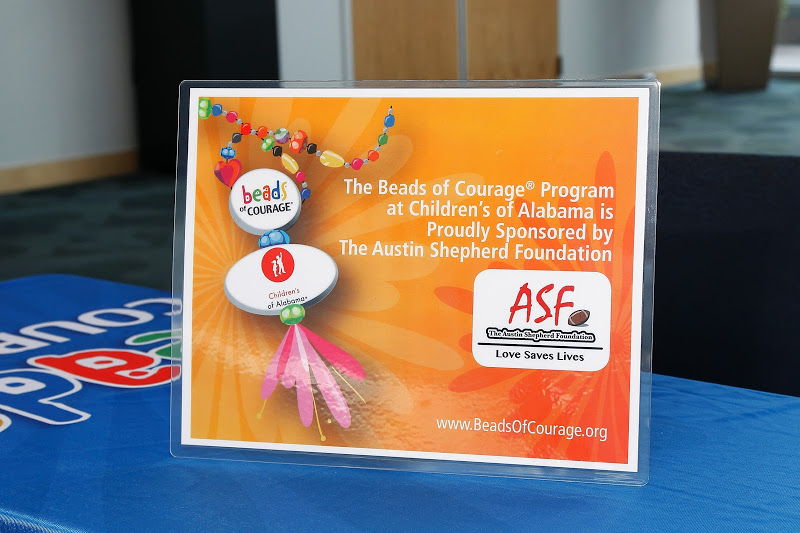 beads
OF COURAGE®
Children's
of Alabama®
The Beads of Courage® Program
at Children's of Alabama is
Proudly Sponsored by
The Austin Shepherd Foundation
ASF
The Austin Shepherd Foundation
Love Saves Lives
www.BeadsOfCourage.org